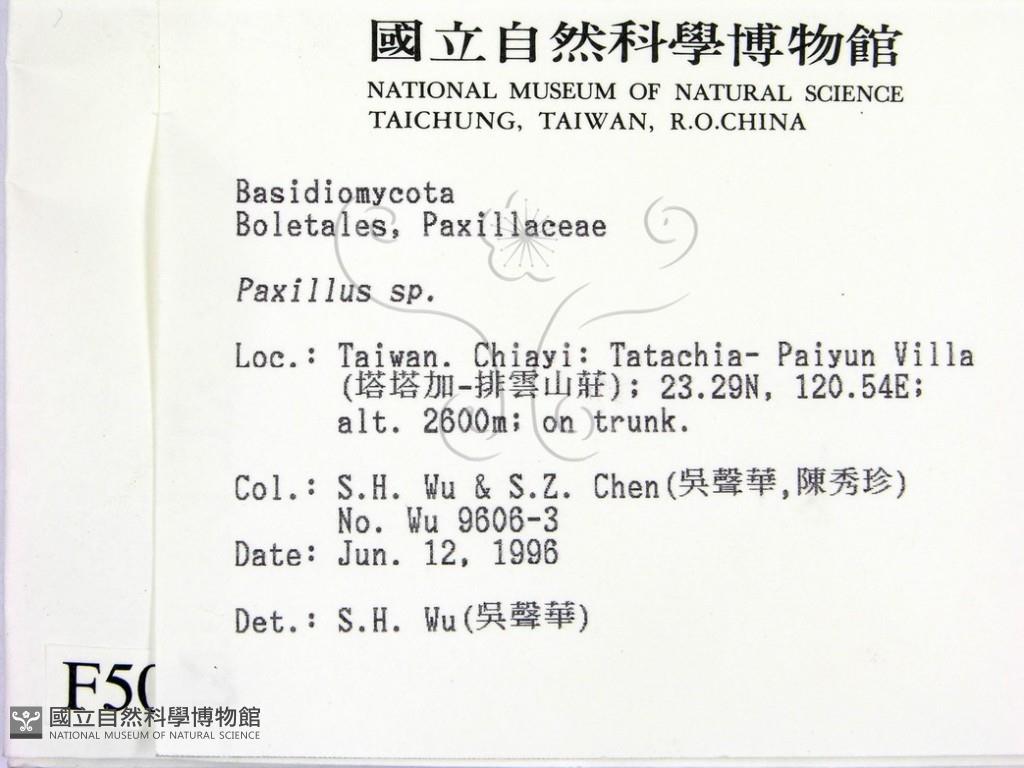 國立自然科學博物館
NATIONAL MUSEUM OF NATURAL SCIENCE
TAICHUNG, TAIWAN, R.O.CHINA
Basidiomycota
Boletales, Paxillaceae
Paxillus sp.
Loc.: Taiwan. Chiayi: Tatachia- Paiyun Villa
(塔塔加-排雲山莊); 23.29N, 120.54E;
alt. 2600m; on trunk.
Col.: S.H. Wu & S.Z. Chen(吳聲華,陳秀珍)
No. Wu 9606-3
Date: Jun. 12, 1996
Det.: S.H. Wu(吳聲華)
F50
國立自然科學博物館
NATIONAL MUSEUM OF NATURAL SCIENCE